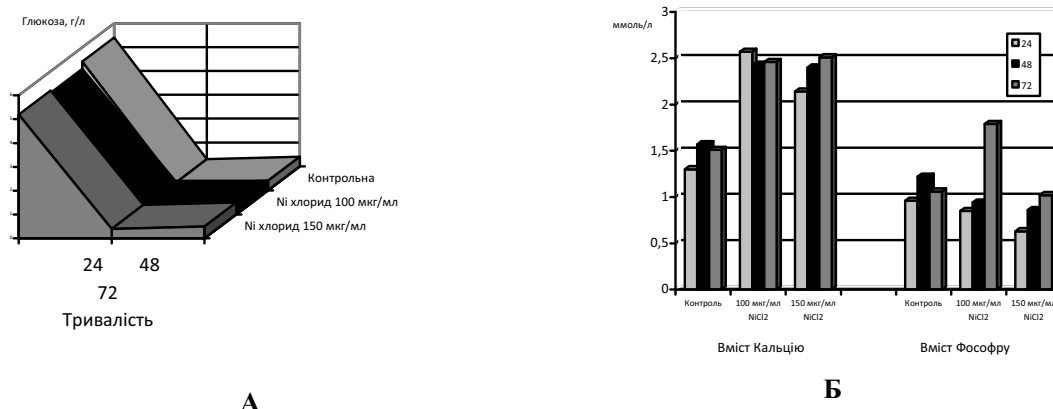 Глюкоза, г/л
Контрольна
Ni хлорид 100 мкг/мл
Ni хлорид 150 мкг/мл
24 48
72
Тривалість
А
ммоль/л
3
2,5
2
1,5
1
0,5
0
24
48
72
Контроль 100 мкг/мл 150 мкг/мл Контроль 100 мкг/мл 150 мкг/мл
NiCl2 NiCl2 NiCl2 NiCl2
Вміст Кальцію Вміст Фософру
Б